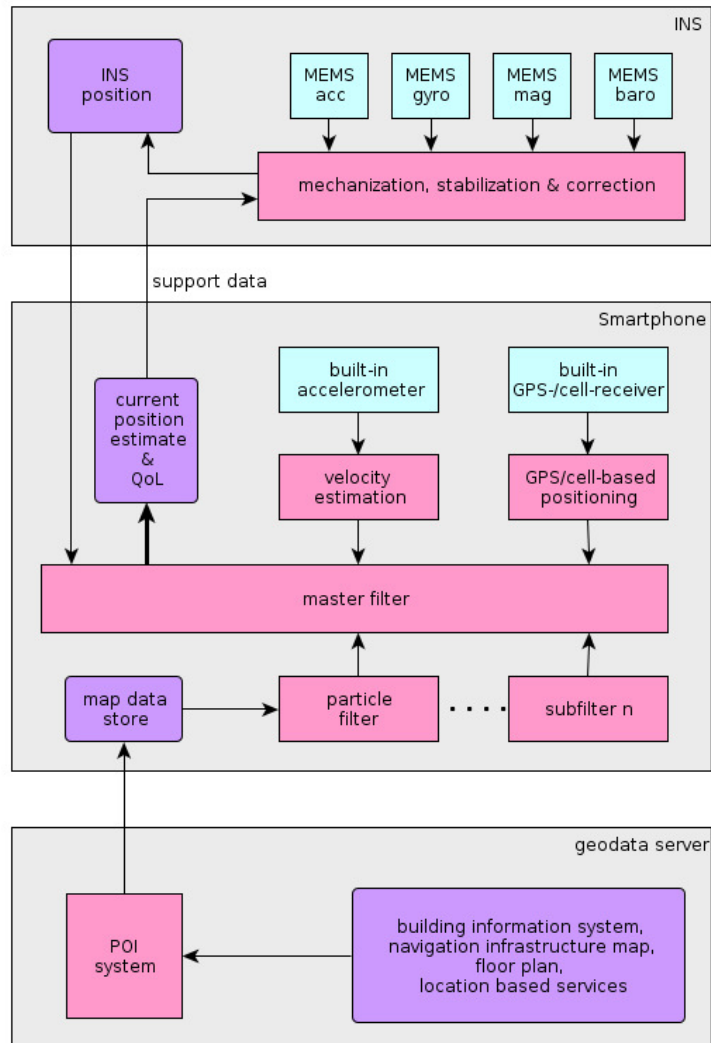 INS
INS
position
MEMS
acc
MEMS
gyro
MEMS
mag
MEMS
baro
mechanization, stabilization & correction
support data
Smartphone
current
position
estimate
&
QoL
built-in
accelerometer
built-in
GPS-/cell-receiver
velocity
estimation
GPS/cell-based
positioning
master filter
map data
store
particle
filter
. . . .
subfilter n
geodata server
POI
system
building information system,
navigation infrastructure map,
floor plan,
location based services